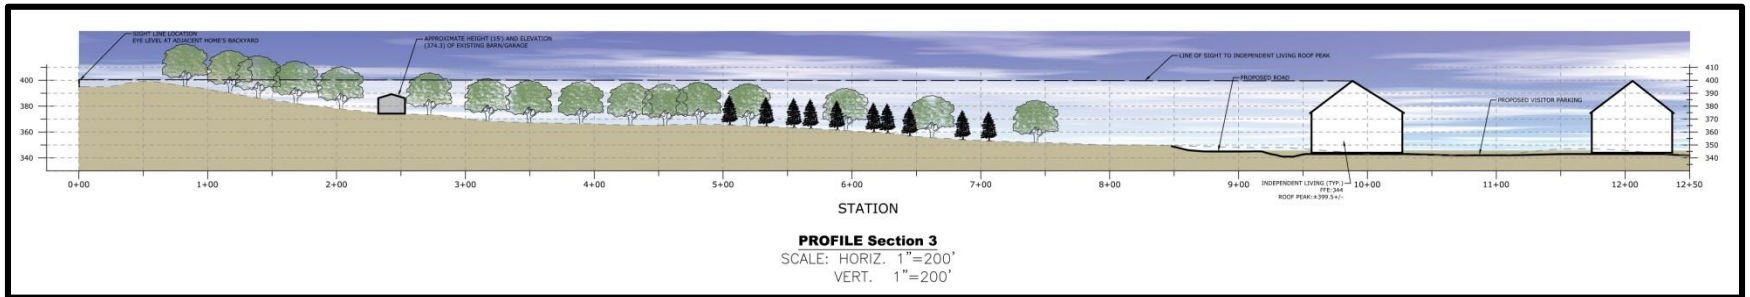 SIGHT LINE LOCATION
EYE LEVEL AT ADJACENT HOME'S BACKYARD
APPROXIMATE HEIGHT (15') AND ELEVATION
(374.3) OF EXISTING BARN/GARAGE
LINE OF SIGHT TO INDEPENDENT LIVING ROOF PEAK
PROPOSED ROAD
PROPOSED VISITOR PARKING
400
380
360
340
410
400
390
380
370
360
350
340
INDEPENDENT LIVING (TYP.)
FFE:344
ROOF PEAK:±399.5+/-
0+00
1+00
2+00
3+00
4+00
5+00
6+00
7+00
8+00
9+00
10+00
11+00
12+00
12+50
STATION
PROFILE Section 3
SCALE: HORIZ. 1"=200'
VERT. 1"=200'